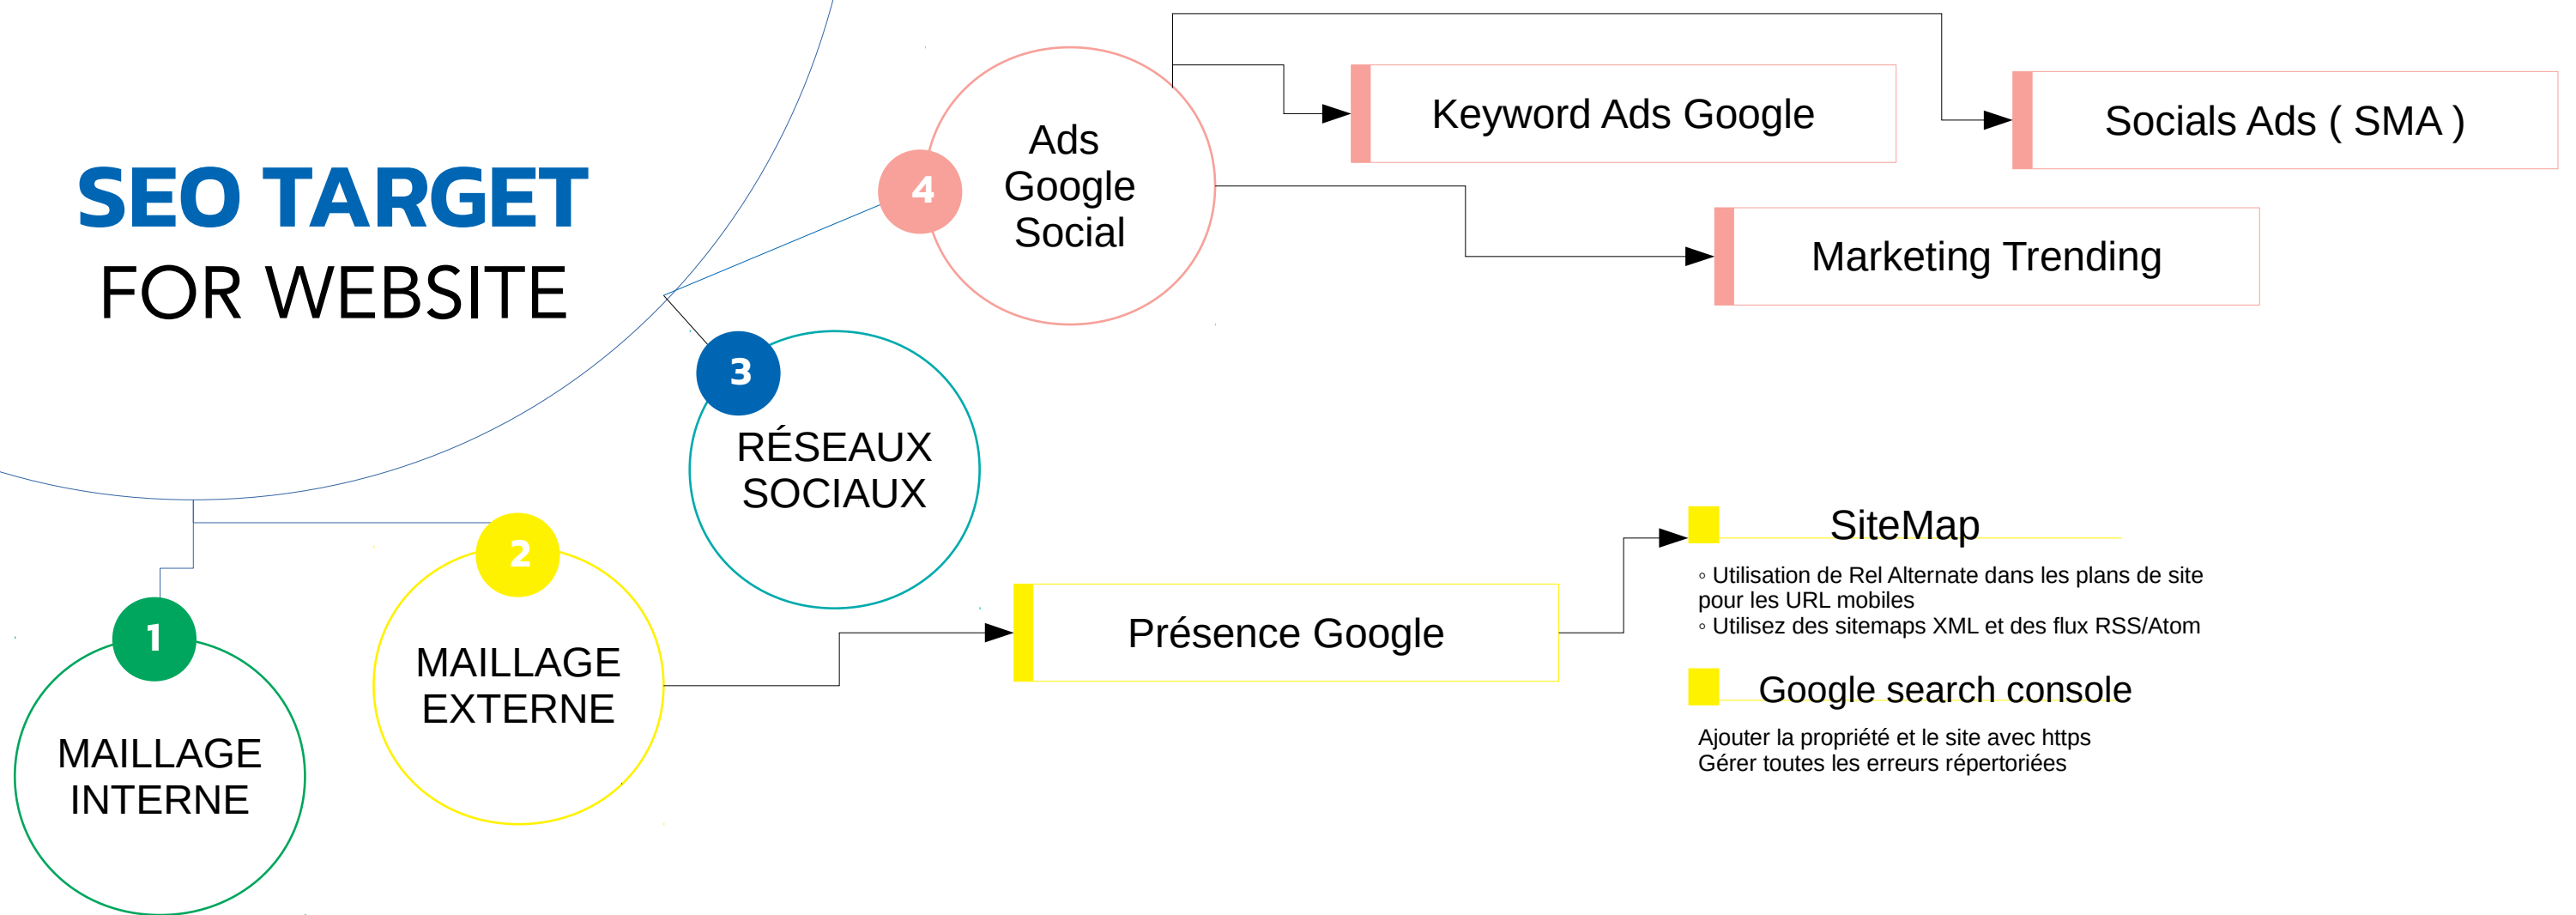 SEO TARGET
FOR WEBSITE
4
Ads
Google
Social
Keyword Ads Google
Socials Ads ( SMA )
Marketing Trending
3
RÉSEAUX
SOCIAUX
2
MAILLAGE
EXTERNE
1
MAILLAGE
INTERNE
Présence Google
SiteMap
◦ Utilisation de Rel Alternate dans les plans de site
pour les URL mobiles
◦ Utilisez des sitemaps XML et des flux RSS/Atom
Google search console
Ajouter la propriété et le site avec https
Gérer toutes les erreurs répertoriées